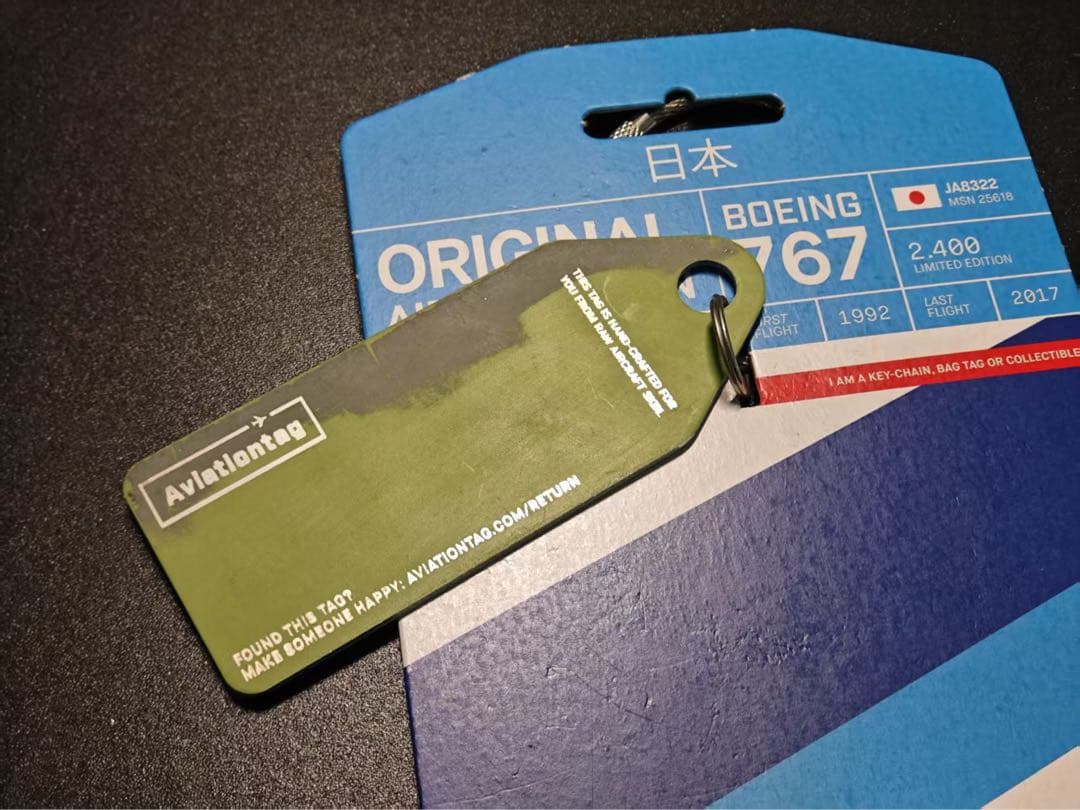 日本
ORIGINAL
BOEING
767
JA8322
MSN 25618
2.400
LIMITED EDITION
FLIGHT
1992
LAST
FLIGHT
2017
I AM A KEY-CHAIN, BAG TAG OR COLLECTIBLE
THIS TAG IS HAND-CRAFTED FOR
YOU FROM RAW AIRCRAFT SKIN.
Aviationtag
FOUND THIS TAG?
MAKE SOMEONE HAPPY: AVIATIONTAG.COM/RETURN